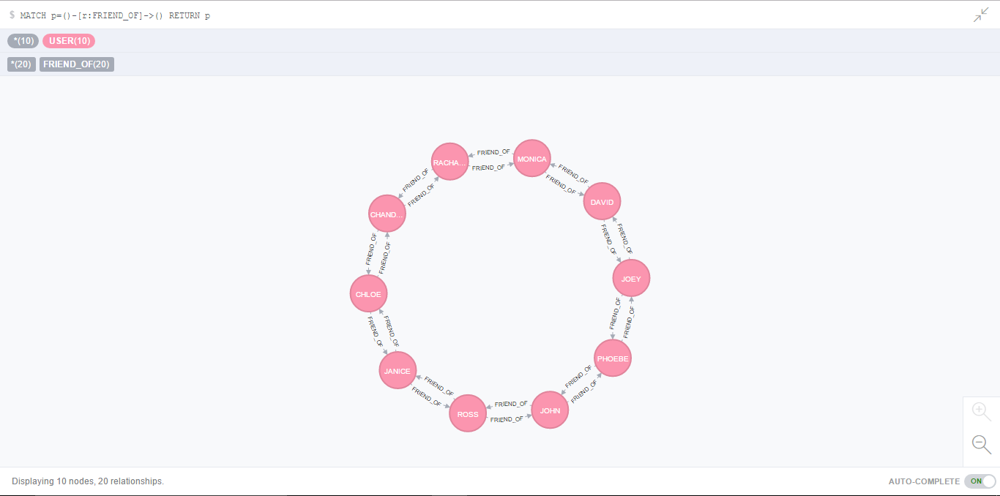 $ MATCH p=()-[r:FRIEND_OF]->() RETURN p
*(10) USER(10)
*(20) FRIEND_OF(20)
RACHA...
FRIEND_OF
FRIEND_OF
MONICA
FRIEND_OF
FRIEND_OF
FRIEND_OF
FRIEND_OF
DAVID
CHAND...
FRIEND_OF
FRIEND_OF
FRIEND_OF
FRIEND_OF
JOEY
CHLOE
FRIEND_OF
FRIEND_OF
FRIEND_OF
FRIEND_OF
PHOEBE
JANICE
FRIEND_OF
FRIEND_OF
FRIEND_OF
FRIEND_OF
ROSS
FRIEND_OF
FRIEND_OF
JOHN
Displaying 10 nodes, 20 relationships.
AUTO-COMPLETE ON